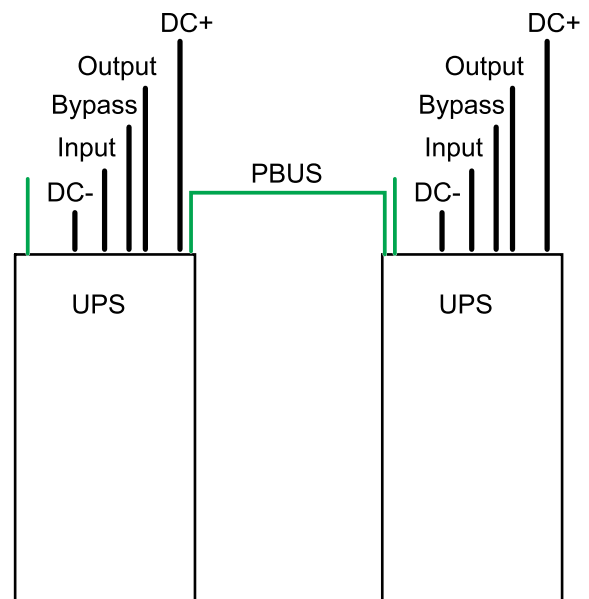 DC+
DC+
Output
Output
Bypass
Bypass
Input
Input
PBUS
DC-
DC-
UPS
UPS